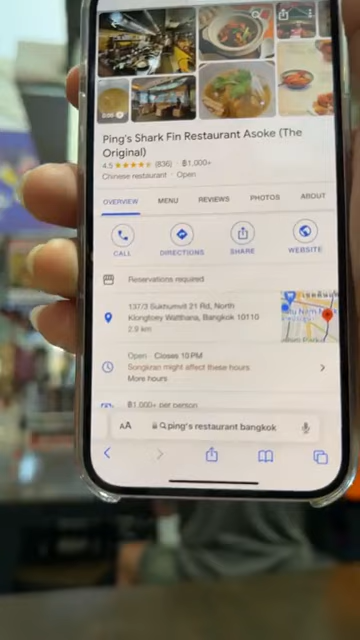 Ping's Shark Fin Restaurant Asoke (The
Original)
4.5 ★★★★★ (836) · ฿1,000+
Chinese restaurant · Open
OVERVIEW MENU REVIEWS PHOTOS ABOUT
CALL DIRECTIONS SHARE WEBSITE
Reservations required
137/3 Sukhumvit 21 Rd, North
Klongtoey Watthana, Bangkok 10110
2.9 km
Open Closes 10 PM
Songkran might affect these hours
More hours
฿1,000+ per person
AA ping's restaurant bangkok